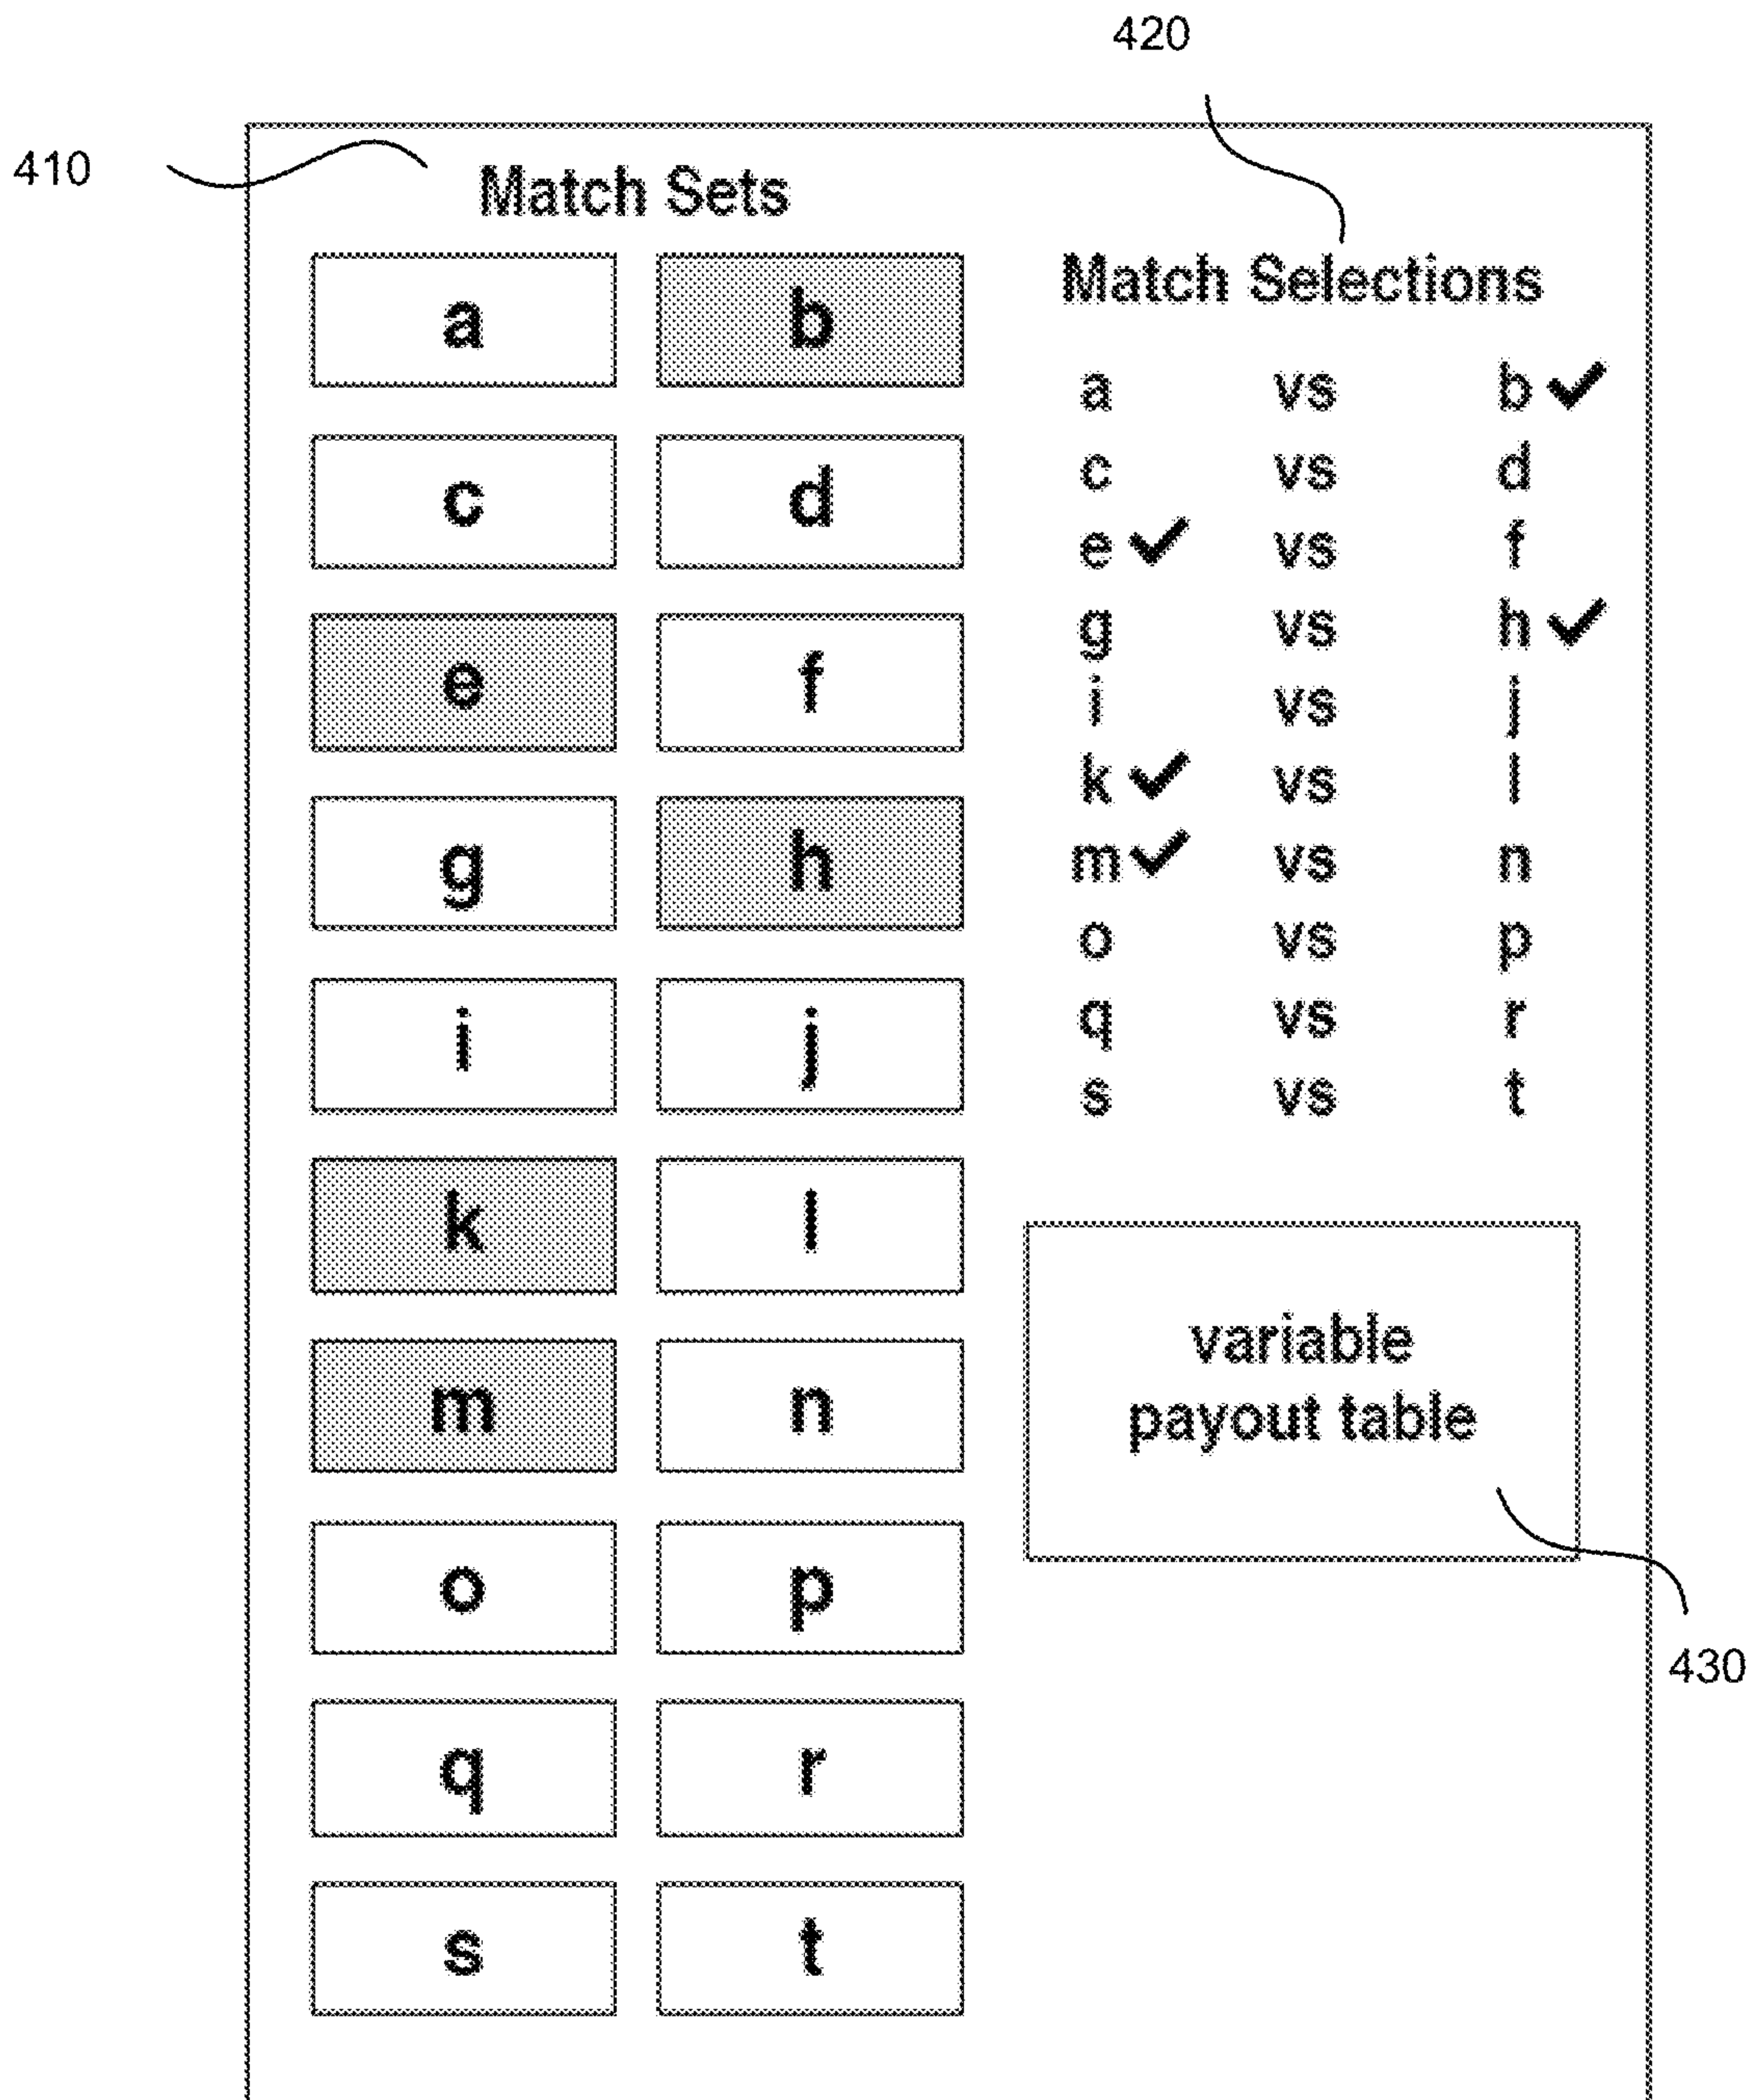 420
410
Match Sets
a b
c d
e f
g h
i j
k l
m n
o p
q r
s t
Match Selections
a vs b ✔
c vs d
e ✔ vs f
g vs h ✔
i vs j
k ✔ vs l
m ✔ vs n
o vs p
q vs r
s vs t
variable
payout table
430